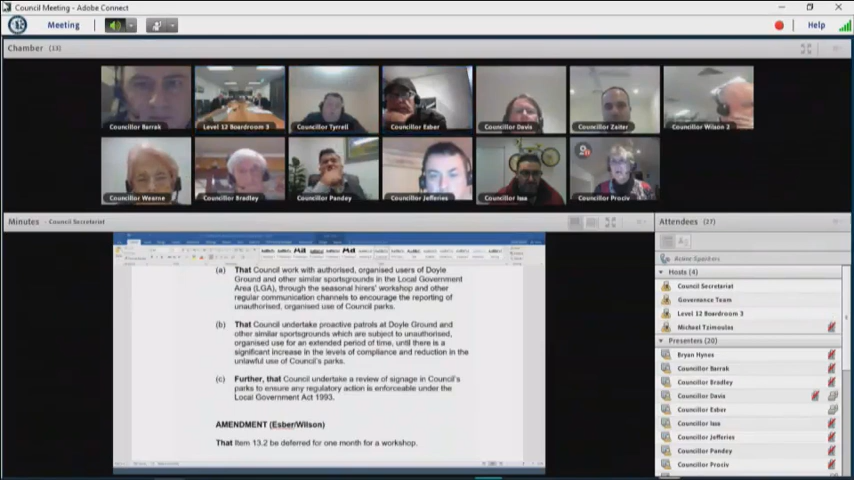 Council Meeting - Adobe Connect
Meeting
Help
Chamber (13)
Councillor Barrak
Level 12 Boardroom 3
Councillor Tyrrell
Councillor Esber
Councillor Davis
Councillor Zaiter
Councillor Wilson 2
Councillor Wearne
Councillor Bradley
Councillor Pandey
Councillor Jefferies
Councillor Issa
Councillor Prociv
Minutes - Council Secretariat
(a) That Council work with authorised, organised users of Doyle
Ground and other similar sportsgrounds in the Local Government
Area (LGA), through the seasonal hirers' workshop and other
regular communication channels to encourage the reporting of
unauthorised, organised use of Council parks.
(b) That Council undertake proactive patrols at Doyle Ground and
other similar sportsgrounds which are subject to unauthorised,
organised use for an extended period of time, until there is a
significant increase in the levels of compliance and reduction in the
unlawful use of Council's parks.
(c) Further, that Council undertake a review of signage in Council's
parks to ensure any regulatory action is enforceable under the
Local Government Act 1993.
AMENDMENT (Esber/Wilson)
That Item 13.2 be deferred for one month for a workshop.
Attendees (27)
Active Speakers
Hosts (4)
Council Secretariat
Governance Team
Level 12 Boardroom 3
Michael Tzimoulas
Presenters (20)
Bryan Hynes
Councillor Barrak
Councillor Bradley
Councillor Davis
Councillor Esber
Councillor Issa
Councillor Jefferies
Councillor Pandey
Councillor Prociv